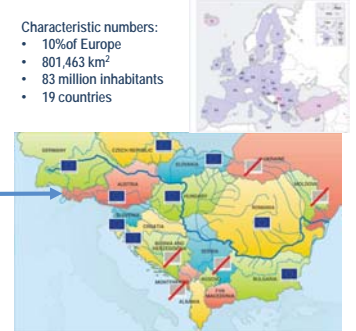 Characteristic numbers:
• 10%of Europe
• 801,463 km²
• 83 million inhabitants
• 19 countries
GERMANY
CZECH REPUBLIC
SLOVAKIA
UKRAINE
AUSTRIA
HUNGARY
MOLDOVA
ROMANIA
SLOVENIA
CROATIA
BOSNIA AND
HERZEGOVINA
SERBIA
MONTENEGRO
KOSOVO
BULGARIA
ALBANIA
FYR
MACEDONIA